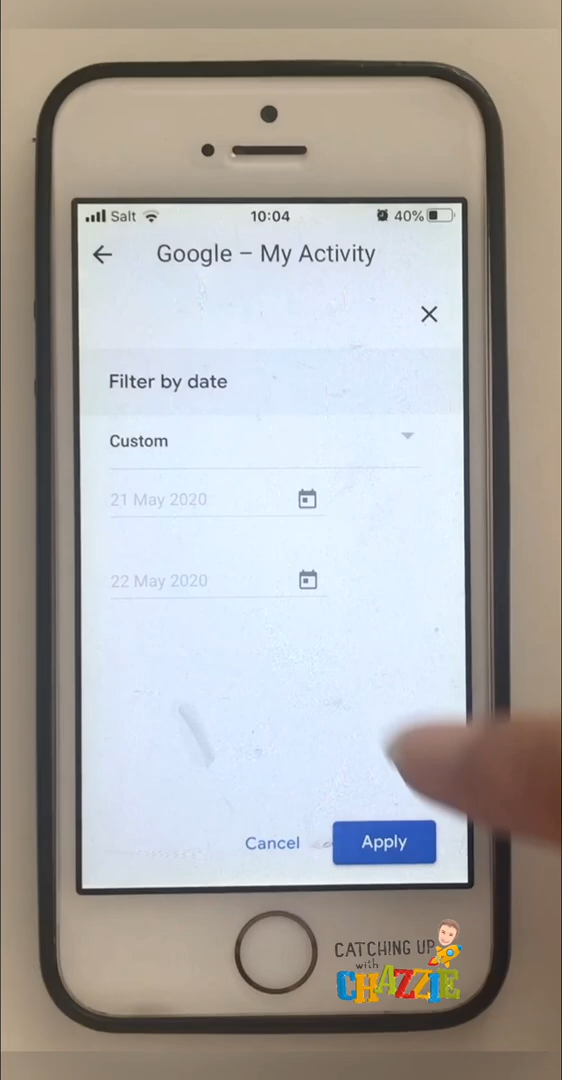 Salt 10:04 40%
Google – My Activity
Filter by date
Custom
21 May 2020
22 May 2020
Cancel Apply
CATCHING UP
with
CHAZZIE